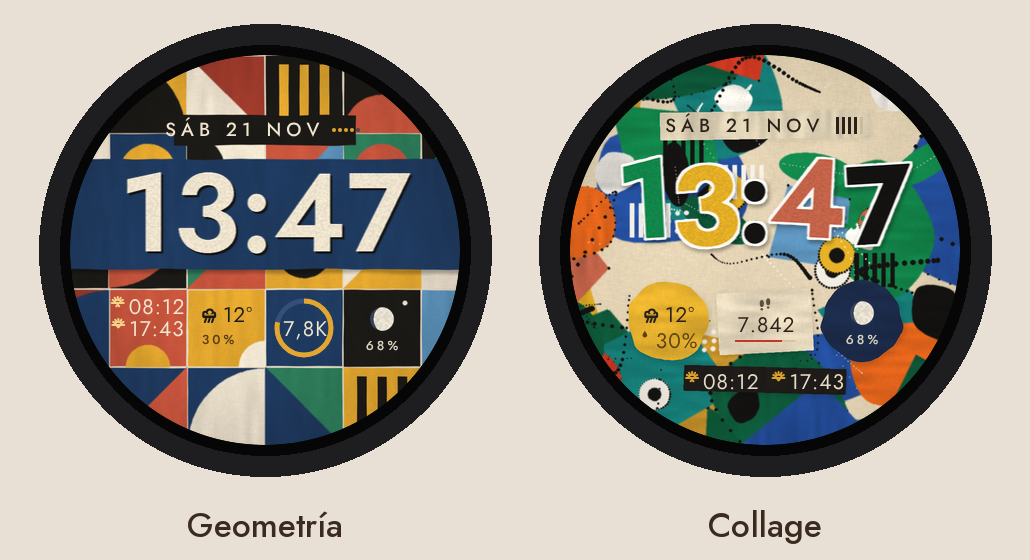 SÁB 21 NOV
13:47
08:12
17:43
12°
30%
7,8K
68%
Geometría
SÁB 21 NOV
13:47
12°
30%
7.842
68%
08:12 17:43
Collage